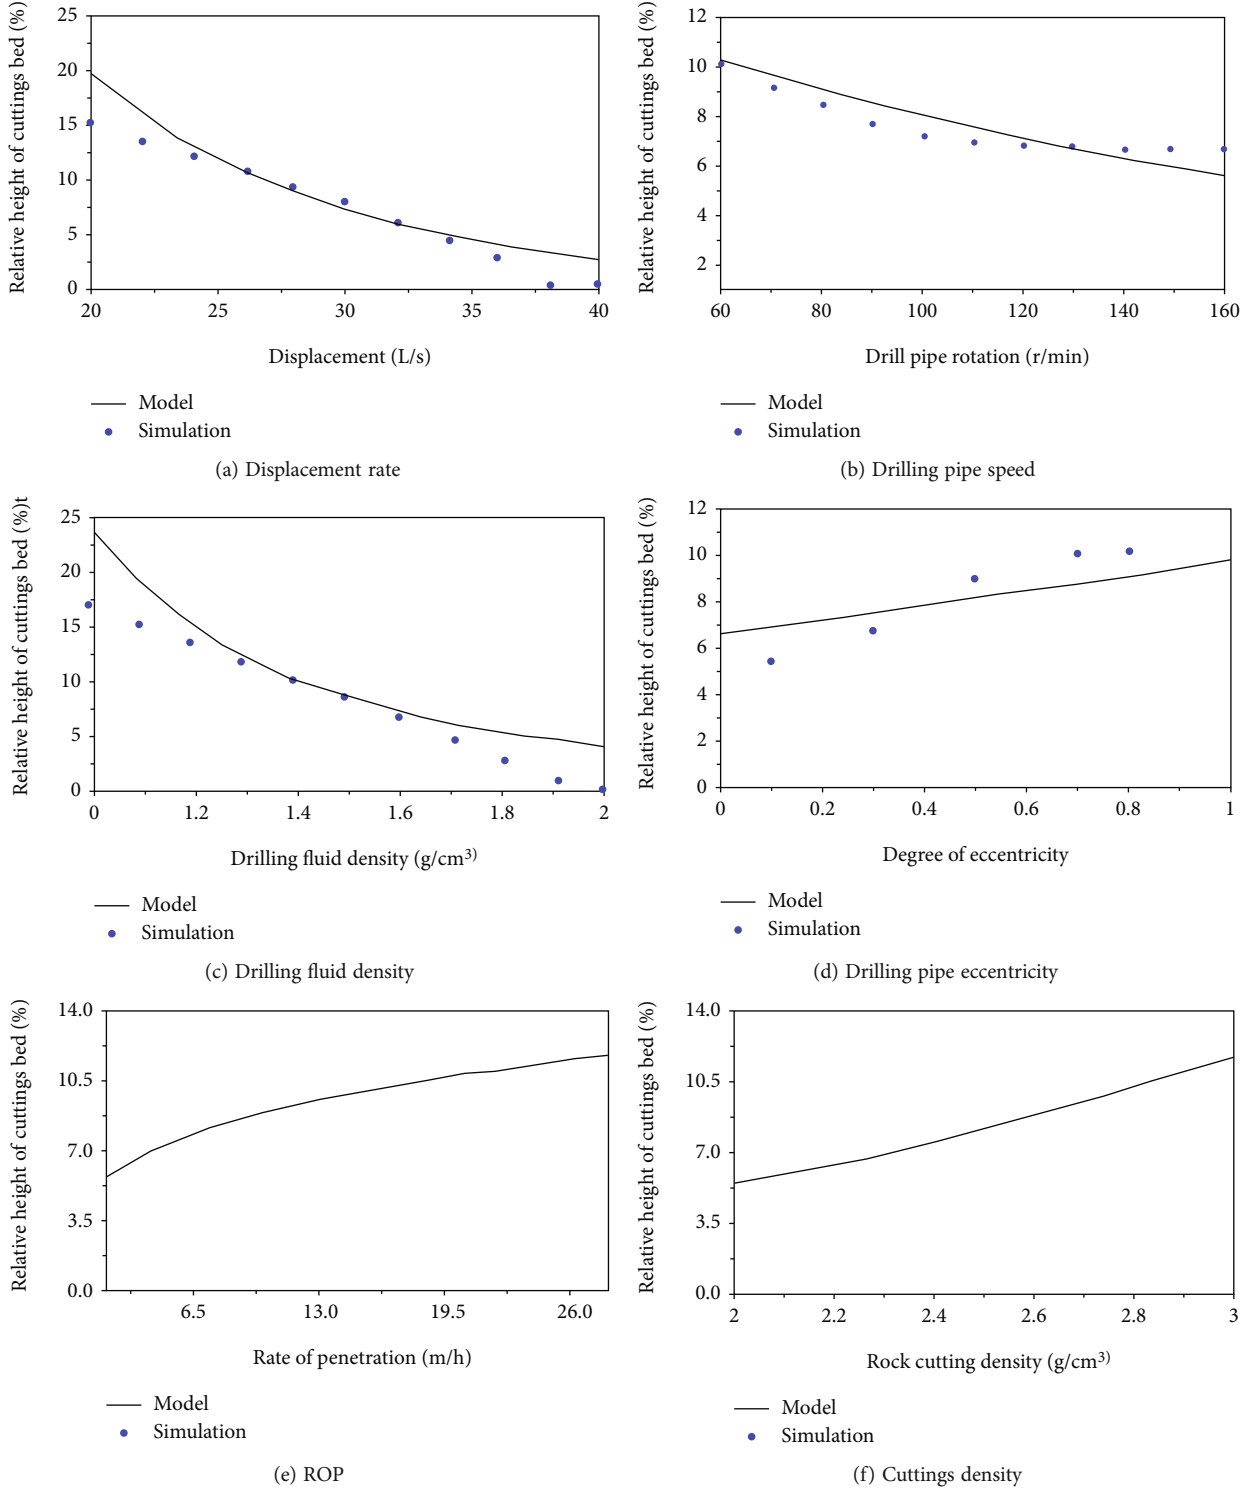 Relative height of cuttings bed (%)
25
20
15
10
5
0
20
25
30
35
40
Displacement (L/s)
Model
Simulation
(a) Displacement rate
Relative height of cuttings bed (%)
12
10
8
6
4
2
60
80
100
120
140
160
Drill pipe rotation (r/min)
Model
Simulation
(b) Drilling pipe speed
Relative height of cuttings bed (%)t
25
20
15
10
5
0
0
1.2
1.4
1.6
1.8
2
Drilling fluid density (g/cm³)
Model
Simulation
(c) Drilling fluid density
Relative height of cuttings bed (%)
12
10
8
6
4
2
0
0
0.2
0.4
0.6
0.8
1
Degree of eccentricity
Model
Simulation
(d) Drilling pipe eccentricity
Relative height of cuttings bed (%)
14.0
10.5
7.0
3.5
0.0
6.5
13.0
19.5
26.0
Rate of penetration (m/h)
Model
Simulation
(e) ROP
Relative height of cuttings bed (%)
14.0
10.5
7.0
3.5
0.0
2
2.2
2.4
2.6
2.8
3
Rock cutting density (g/cm³)
Model
Simulation
(f) Cuttings density